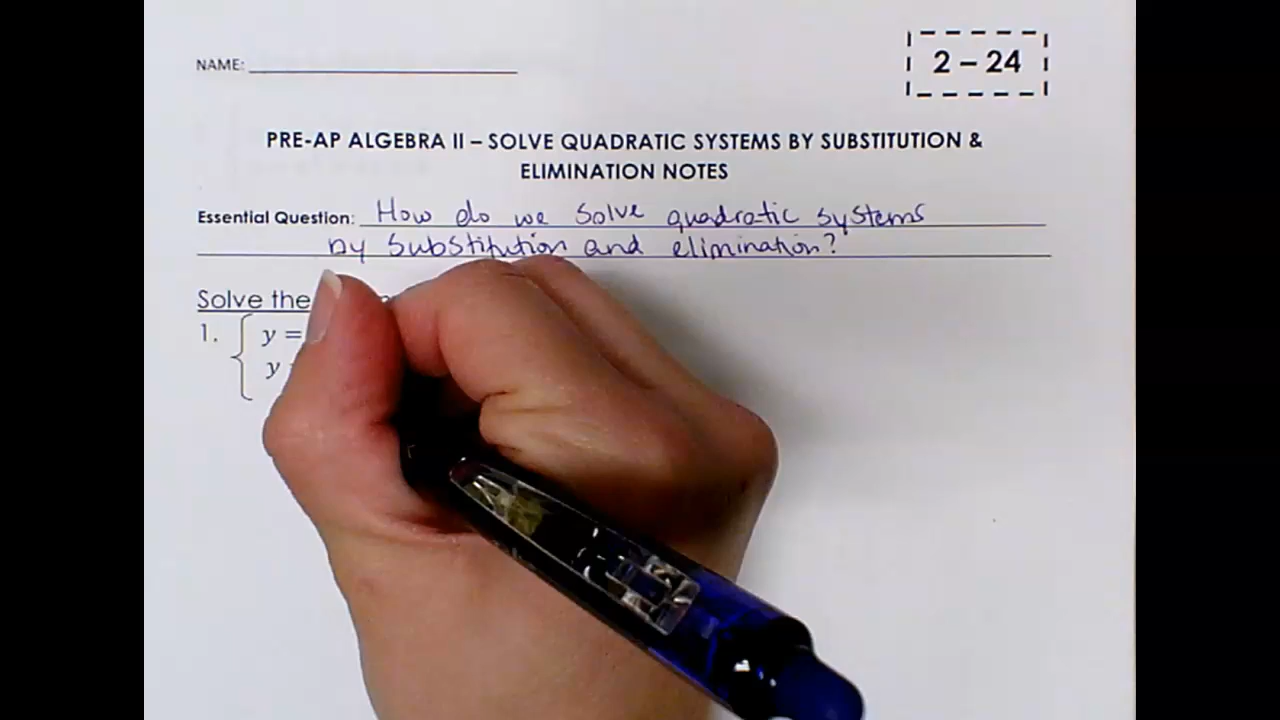 NAME:
2 – 24
PRE-AP ALGEBRA II – SOLVE QUADRATIC SYSTEMS BY SUBSTITUTION &
ELIMINATION NOTES
Essential Question: How do we solve quadratic systems
by substitution and elimination?
Solve the
1. { y =
y